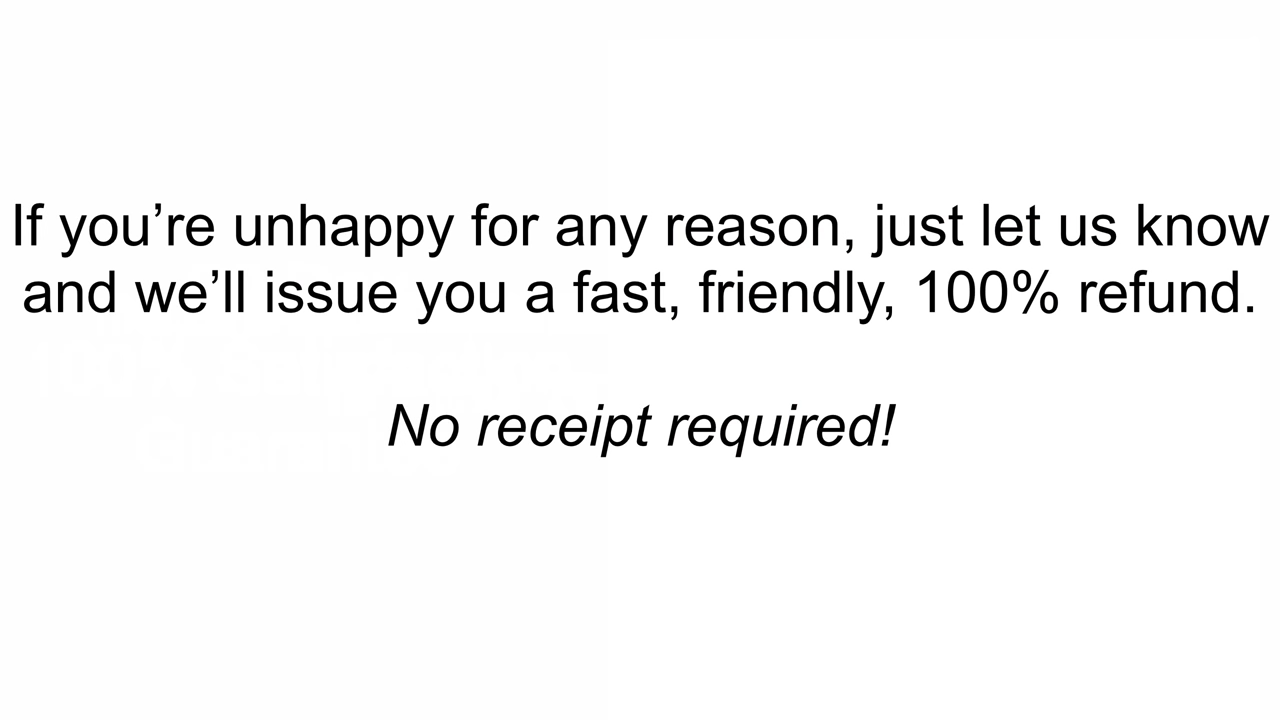 If you’re unhappy for any reason, just let us know
and we’ll issue you a fast, friendly, 100% refund.
No receipt required!